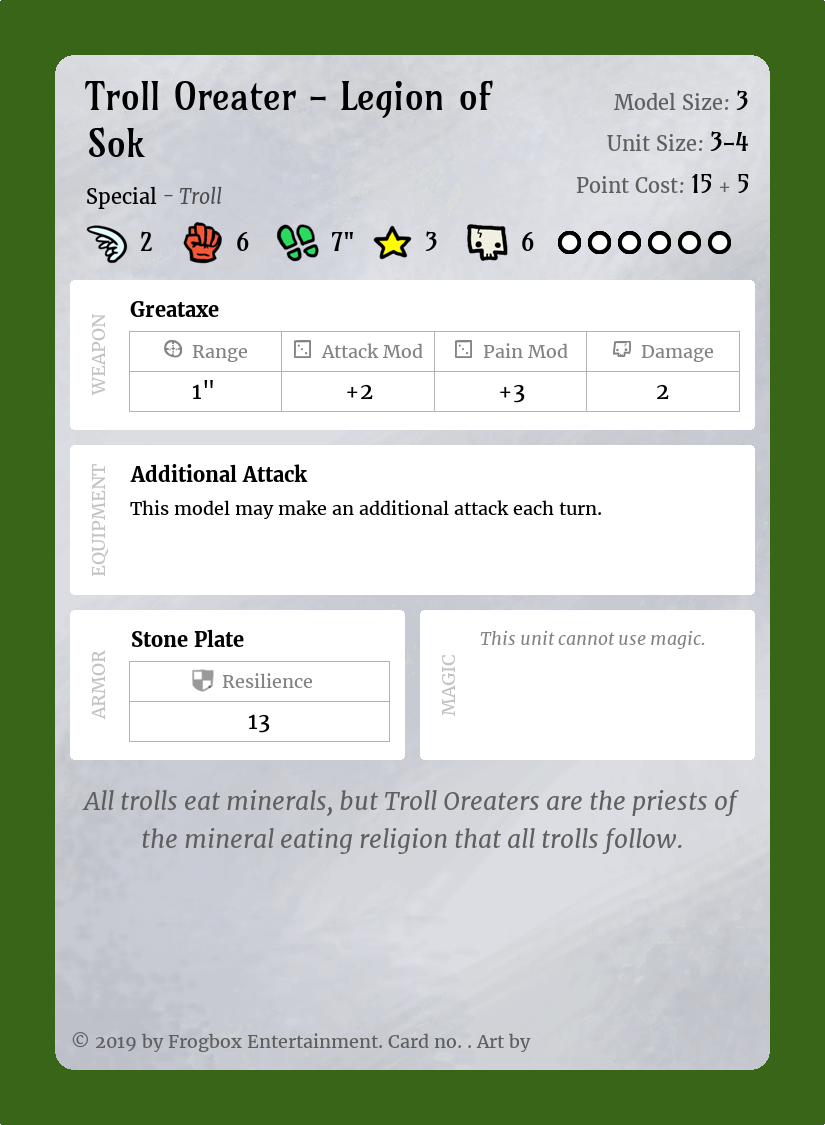 Troll Oreater – Legion of
Sok
Model Size: 3
Unit Size: 3–4
Point Cost: 15 + 5
Special – Troll
2 6 7" 3 6
WEAPON
Greataxe
Range Attack Mod Pain Mod Damage
1" +2 +3 2
EQUIPMENT
Additional Attack
This model may make an additional attack each turn.
ARMOR
Stone Plate
Resilience
13
MAGIC
This unit cannot use magic.
All trolls eat minerals, but Troll Oreaters are the priests of
the mineral eating religion that all trolls follow.
© 2019 by Frogbox Entertainment. Card no. . Art by